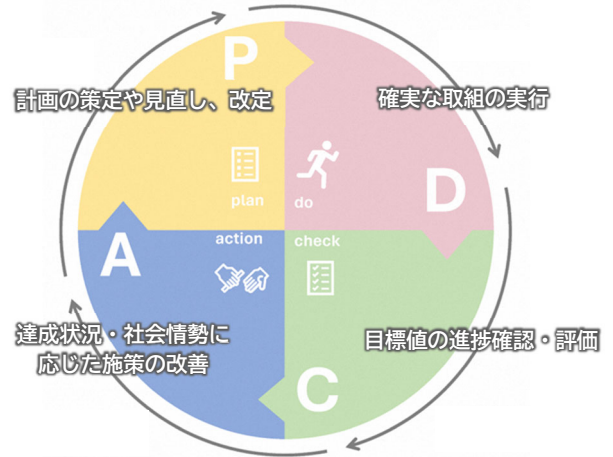 P
計画の策定や見直し、改定
plan
確実な取組の実行
D
do
check
目標値の進捗確認・評価
C
action
A
達成状況・社会情勢に
応じた施策の改善